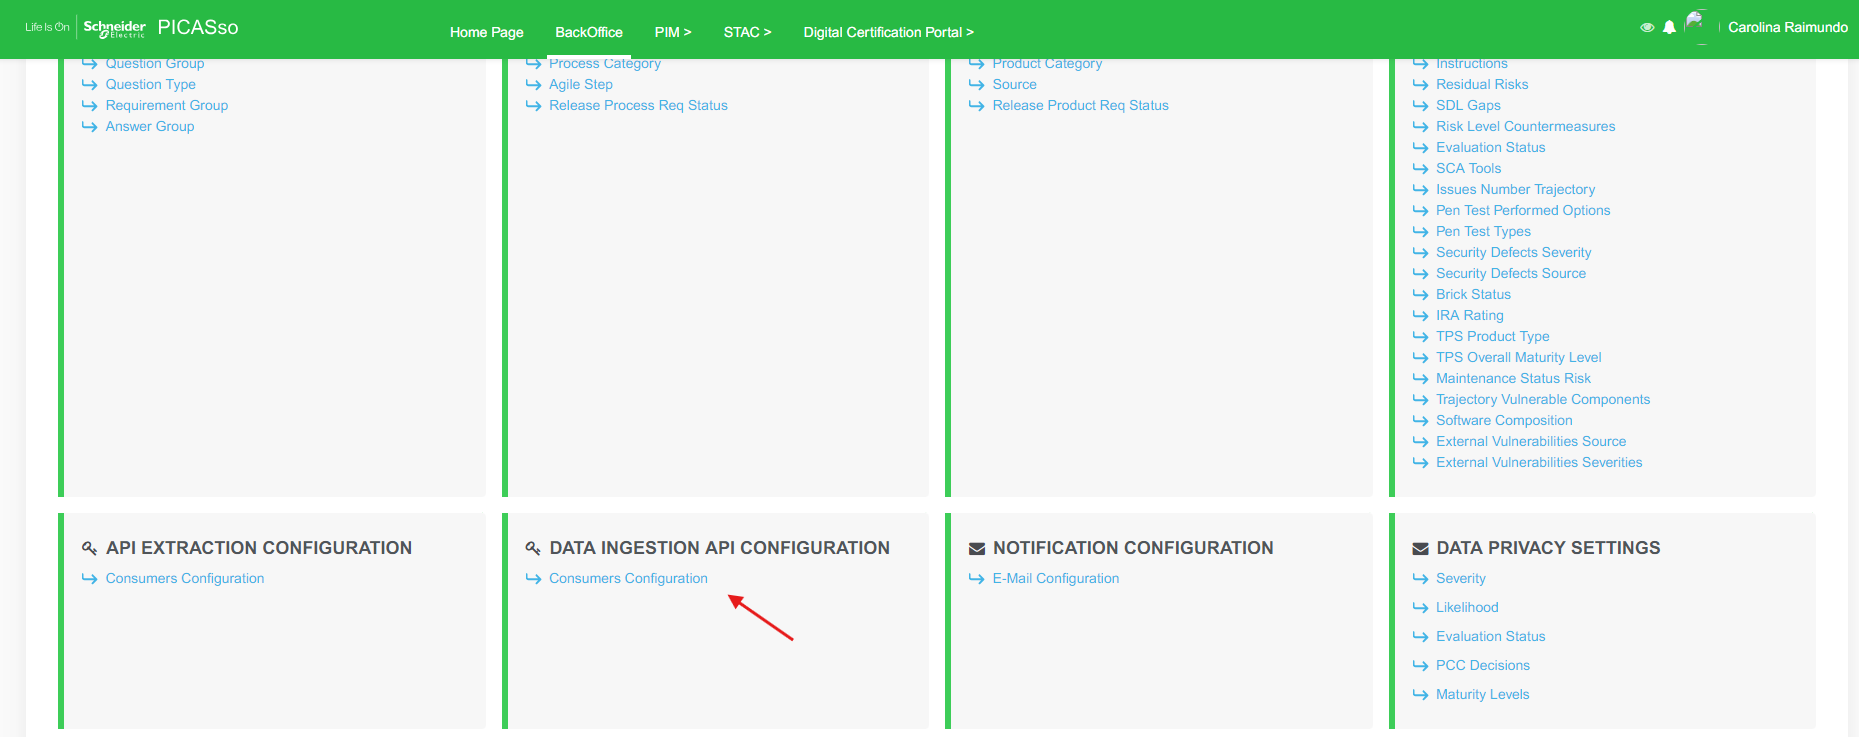 Life Is On | Schneider Electric PICASso
Home Page BackOffice PIM > STAC > Digital Certification Portal >
Carolina Raimundo
Question Group
Question Type
Requirement Group
Answer Group
Process Category
Agile Step
Release Process Req Status
Product Category
Source
Release Product Req Status
Instructions
Residual Risks
SDL Gaps
Risk Level Countermeasures
Evaluation Status
SCA Tools
Issues Number Trajectory
Pen Test Performed Options
Pen Test Types
Security Defects Severity
Security Defects Source
Brick Status
IRA Rating
TPS Product Type
TPS Overall Maturity Level
Maintenance Status Risk
Trajectory Vulnerable Components
Software Composition
External Vulnerabilities Source
External Vulnerabilities Severities
API EXTRACTION CONFIGURATION
Consumers Configuration
DATA INGESTION API CONFIGURATION
Consumers Configuration
NOTIFICATION CONFIGURATION
E-Mail Configuration
DATA PRIVACY SETTINGS
Severity
Likelihood
Evaluation Status
PCC Decisions
Maturity Levels